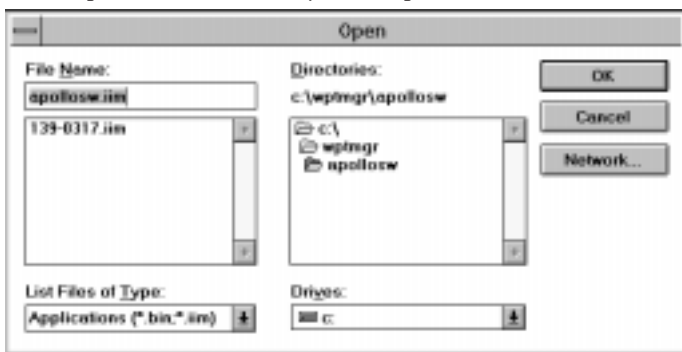 Open
File Name:
apollosw.iim
139-0317.iim
List Files of Type:
Applications (*.bin,*.iim)
Directories:
c:\wptmgr\apollosw
c:\
wptmgr
apollosw
Drives:
c:
OK
Cancel
Network...